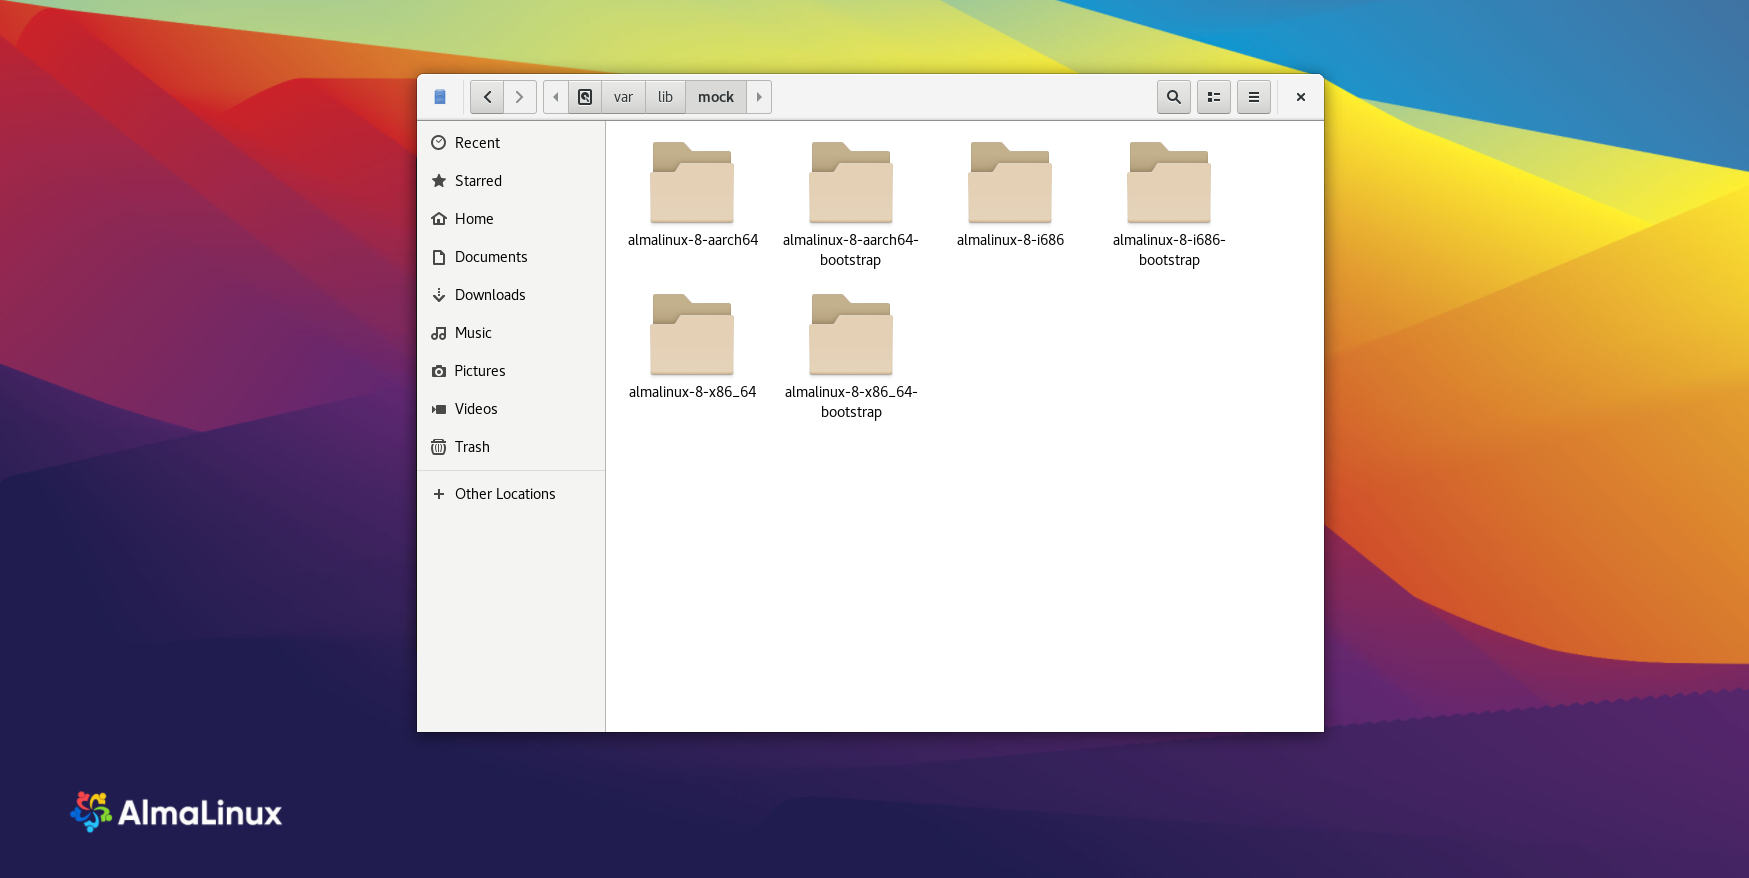 var lib mock
Recent
Starred
Home
Documents
Downloads
Music
Pictures
Videos
Trash
Other Locations
almalinux-8-aarch64
almalinux-8-aarch64-
bootstrap
almalinux-8-i686
almalinux-8-i686-
bootstrap
almalinux-8-x86_64
almalinux-8-x86_64-
bootstrap
AlmaLinux